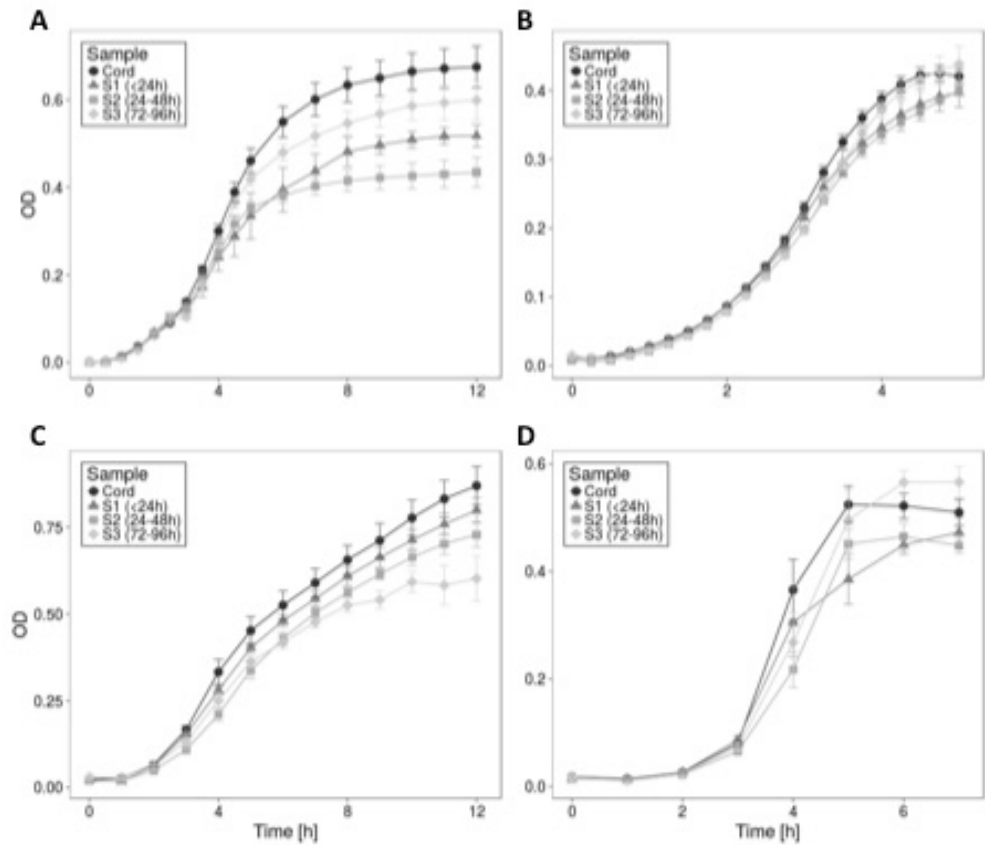 A
Sample
Cord
S1 (<24h)
S2 (24-48h)
S3 (72-96h)
OD
0.6
0.4
0.2
0.0
0 4 8 12
B
Sample
Cord
S1 (<24h)
S2 (24-48h)
S3 (72-96h)
0.4
0.3
0.2
0.1
0.0
0 2 4
C
Sample
Cord
S1 (<24h)
S2 (24-48h)
S3 (72-96h)
OD
0.75
0.50
0.25
0.00
0 4 8 12
Time [h]
D
Sample
Cord
S1 (<24h)
S2 (24-48h)
S3 (72-96h)
0.6
0.4
0.2
0.0
0 2 4 6
Time [h]